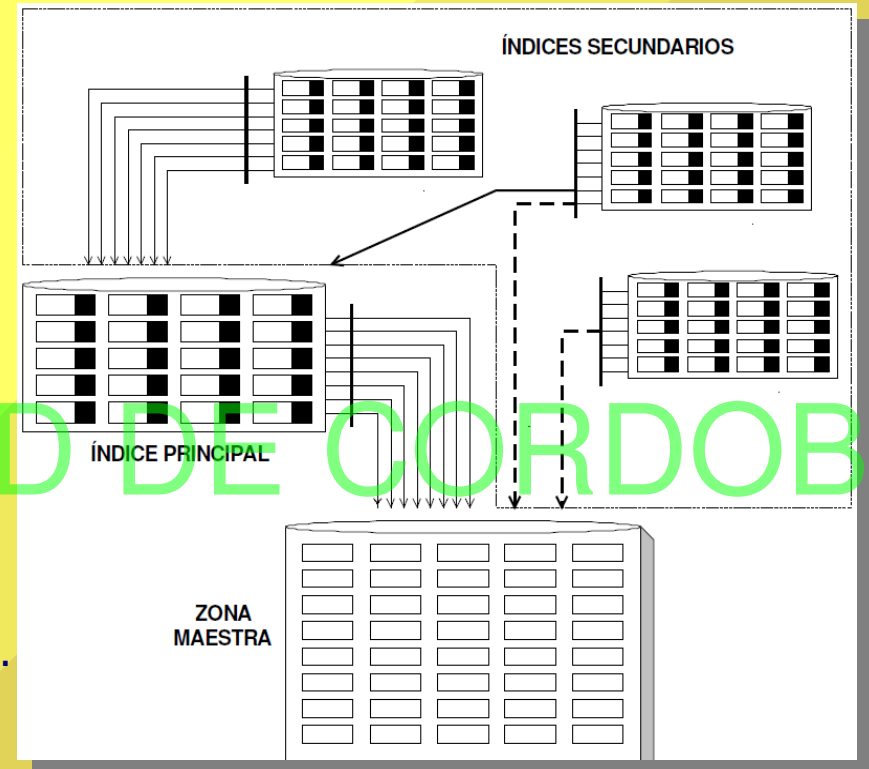 ÍNDICES SECUNDARIOS
ÍNDICE PRINCIPAL
D DE CORDOB
ZONA
MAESTRA